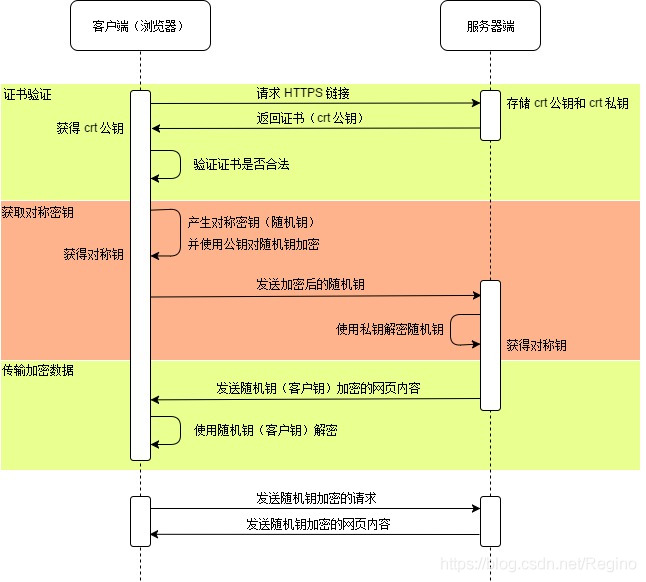 客户端（浏览器）
服务器端
证书验证
请求 HTTPS 链接
存储 crt 公钥和 crt 私钥
返回证书（crt 公钥）
获得 crt 公钥
验证证书是否合法
获取对称密钥
产生对称密钥（随机钥）
并使用公钥对随机钥加密
获得对称钥
发送加密后的随机钥
使用私钥解密随机钥
获得对称钥
传输加密数据
发送随机钥（客户钥）加密的网页内容
使用随机钥（客户钥）解密
发送随机钥加密的请求
发送随机钥加密的网页内容
https://blog.csdn.net/Regino